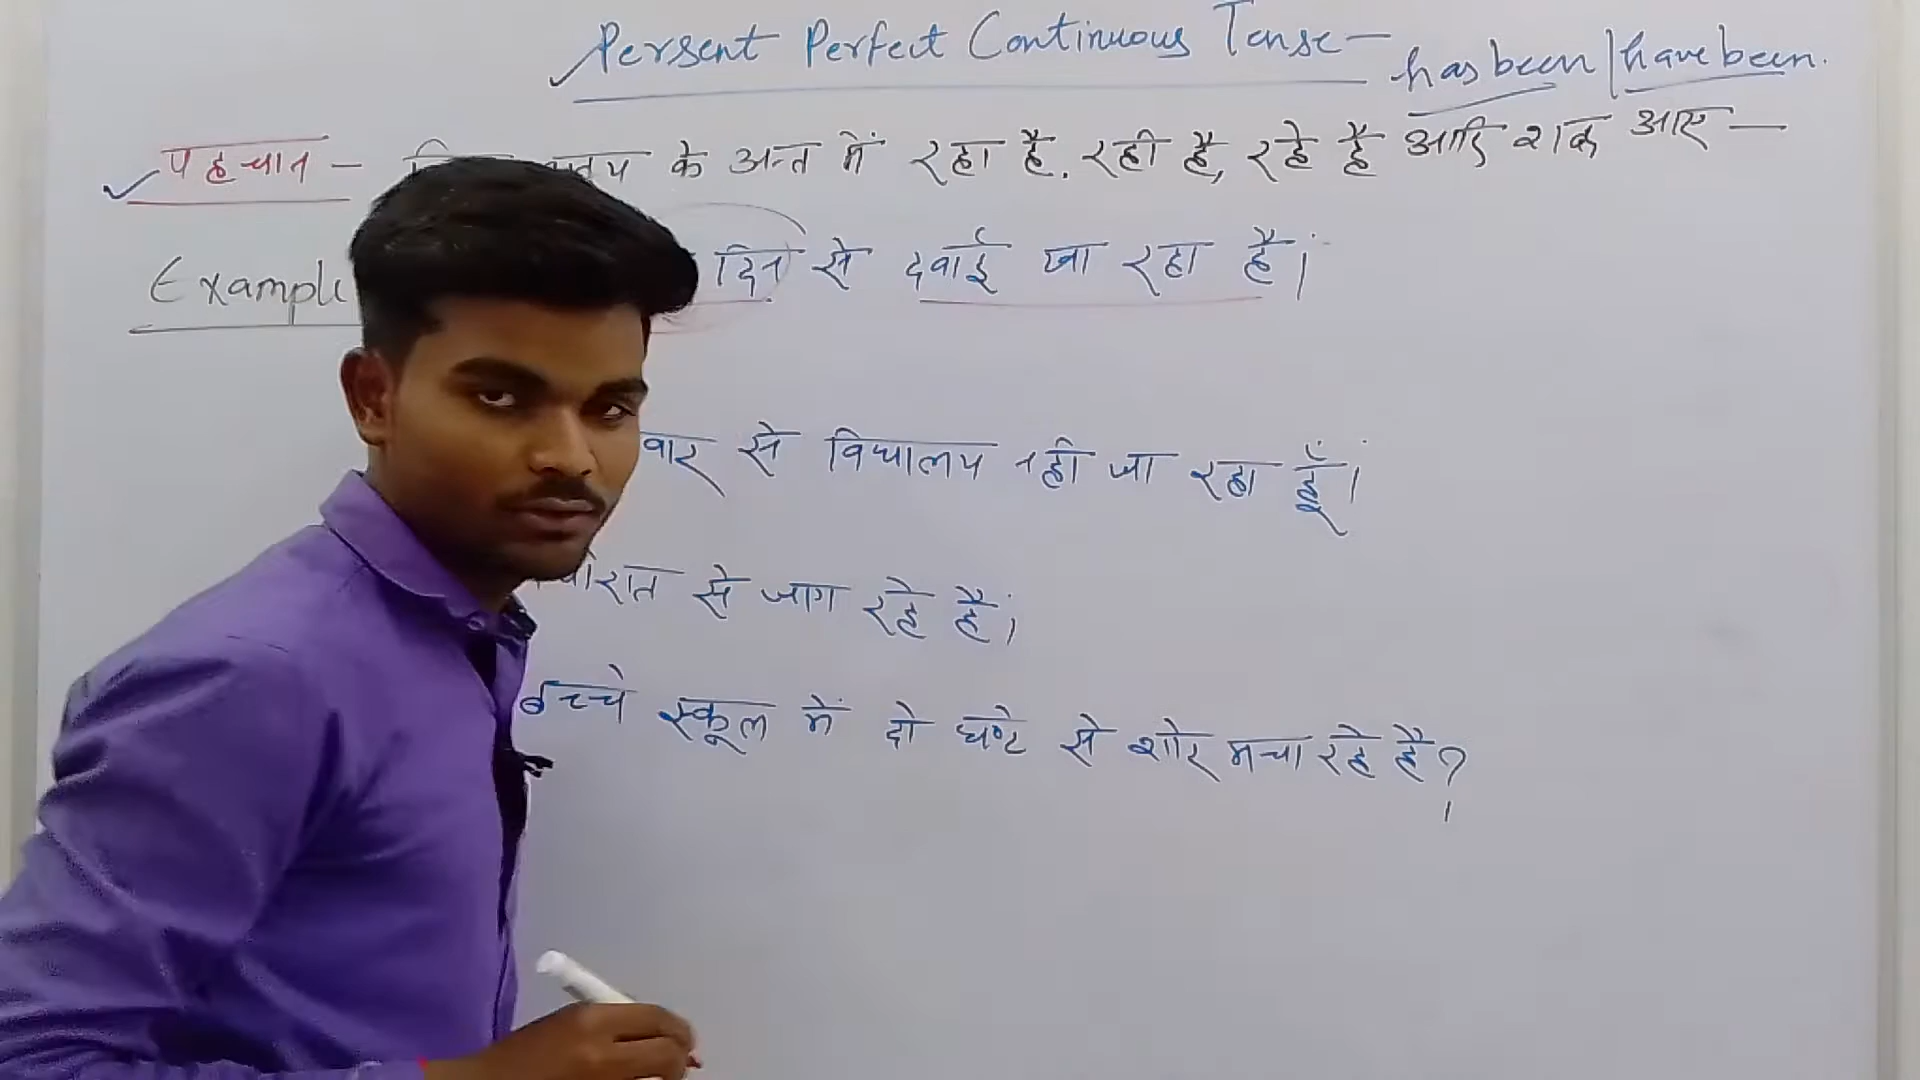 Persent Perfect Continuous Tense - has been | have been.
पहचान - के अन्त में रहा है. रही है, रहे है आदि शब्द आए -
Example दिन से दवाई खा रहा है।
वार से विद्यालय नही जा रहा हूँ।
रात से जाग रहे है।
बच्चे स्कूल में दो घण्टे से शोर मचा रहे है?